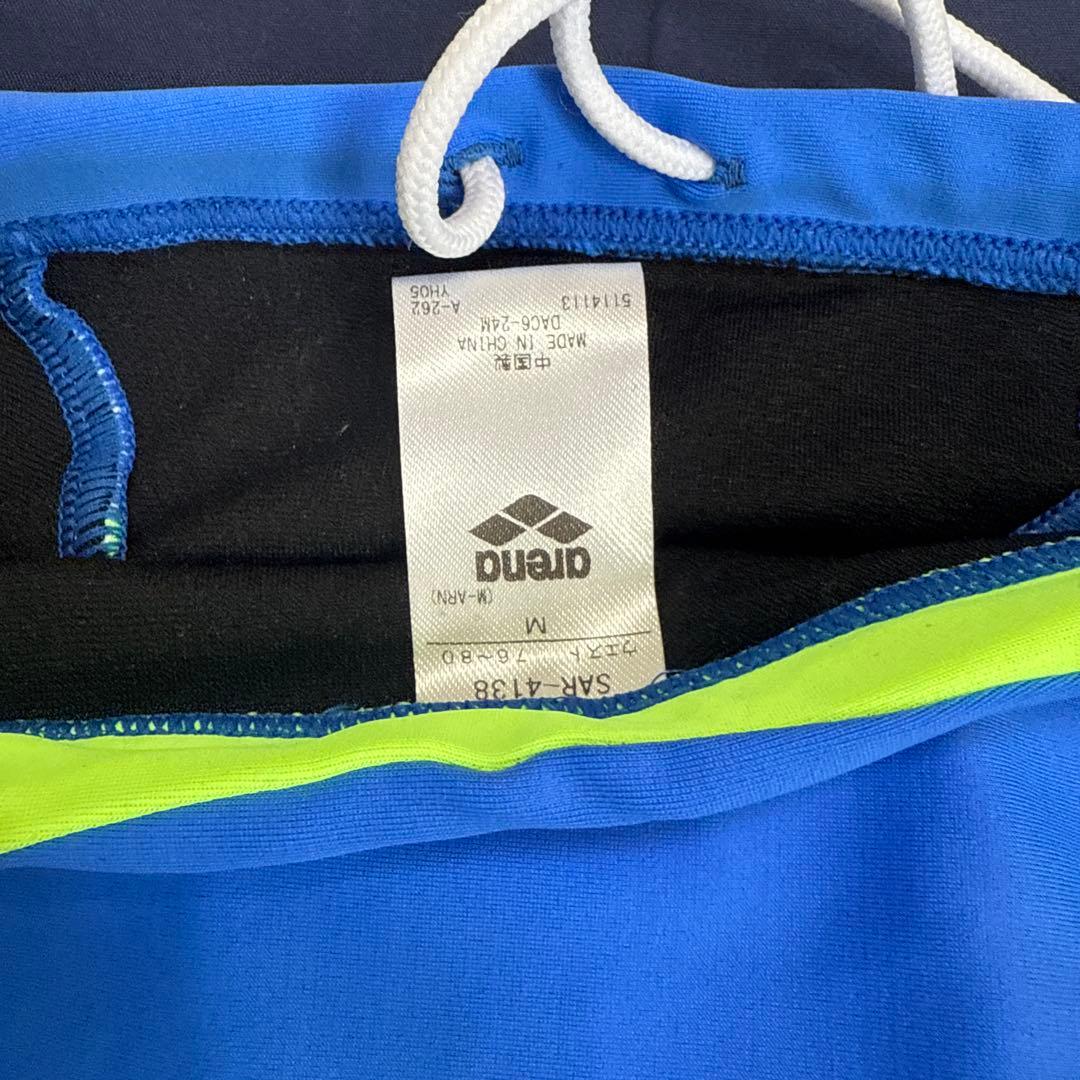 SAR-4138
ウエスト 76~80
M
(M-ARN)
arena
中国製
MADE IN CHINA
DAC6-24M
5114113 A-262
YH05